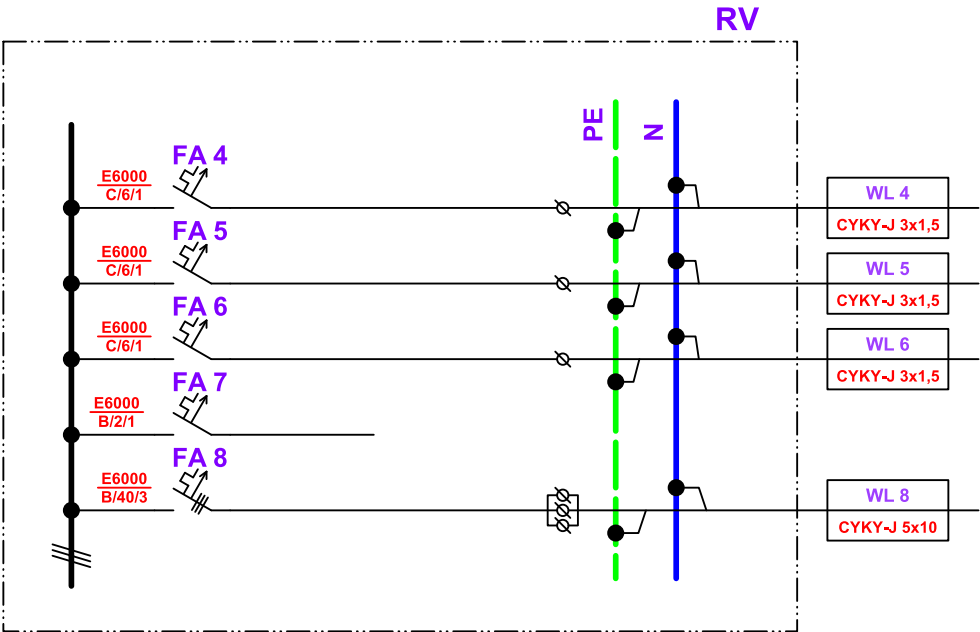 RV
PE
N
FA 4
E6000
C/6/1
WL 4
CYKY-J 3x1,5
FA 5
E6000
C/6/1
WL 5
CYKY-J 3x1,5
FA 6
E6000
C/6/1
WL 6
CYKY-J 3x1,5
FA 7
E6000
B/2/1
FA 8
E6000
B/40/3
WL 8
CYKY-J 5x10